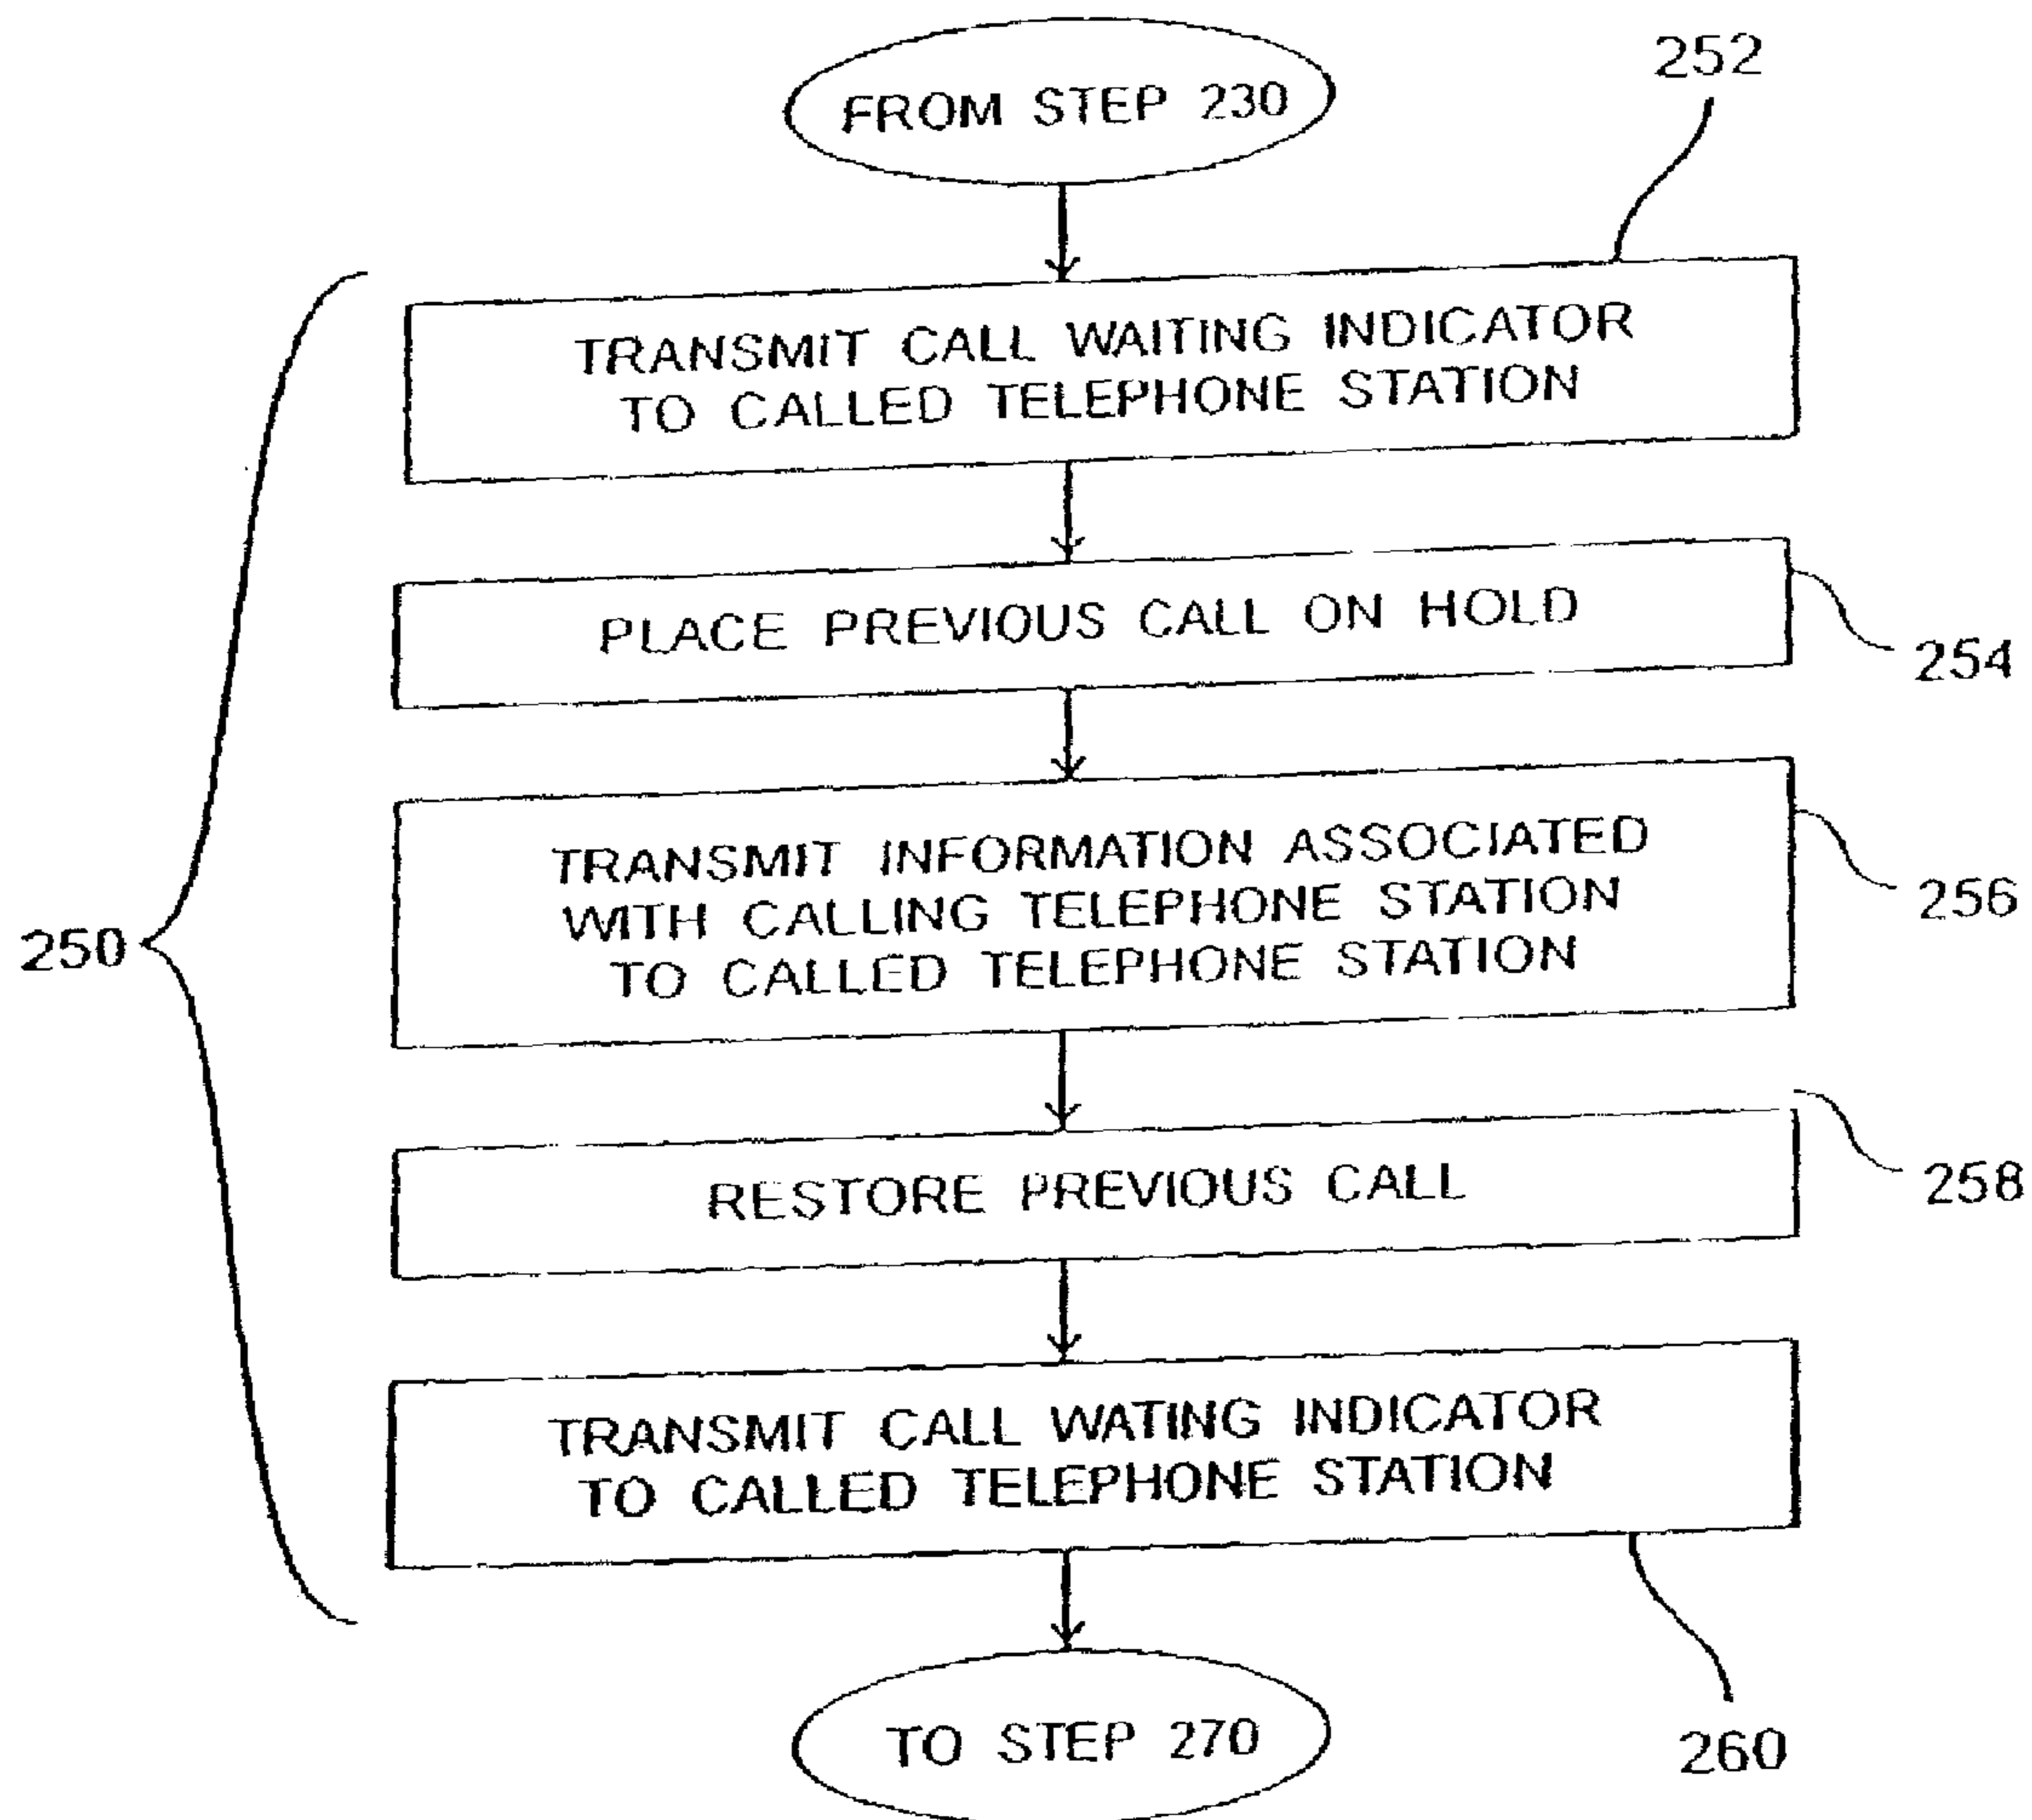 FROM STEP 230
252
TRANSMIT CALL WAITING INDICATOR
TO CALLED TELEPHONE STATION
PLACE PREVIOUS CALL ON HOLD
254
TRANSMIT INFORMATION ASSOCIATED
WITH CALLING TELEPHONE STATION
TO CALLED TELEPHONE STATION
256
250
RESTORE PREVIOUS CALL
258
TRANSMIT CALL WATING INDICATOR
TO CALLED TELEPHONE STATION
TO STEP 270
260